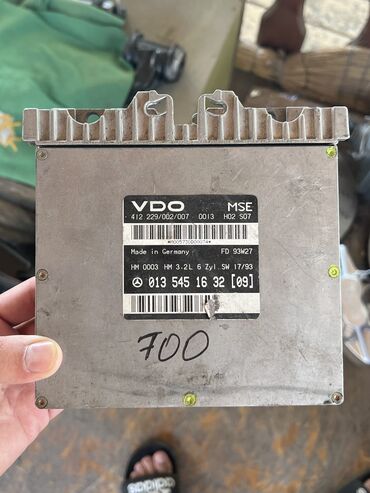 VDO MSE
412 229/002/007 0013 H02 S07
Made in Germany FD 93W27
HM 0003 HM 3.2L 6 Zyl. SW 17/93
013 545 16 32 [09]
700
adidas